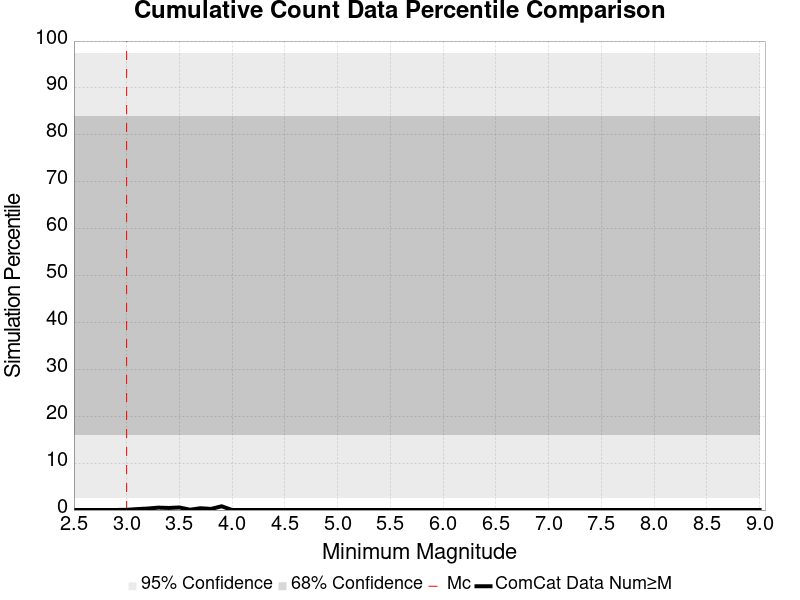 Cumulative Count Data Percentile Comparison
100
90
80
70
60
50
40
30
20
10
0
Simulation Percentile
2.5 3.0 3.5 4.0 4.5 5.0 5.5 6.0 6.5 7.0 7.5 8.0 8.5 9.0
Minimum Magnitude
95% Confidence 68% Confidence Mc ComCat Data Num≥M